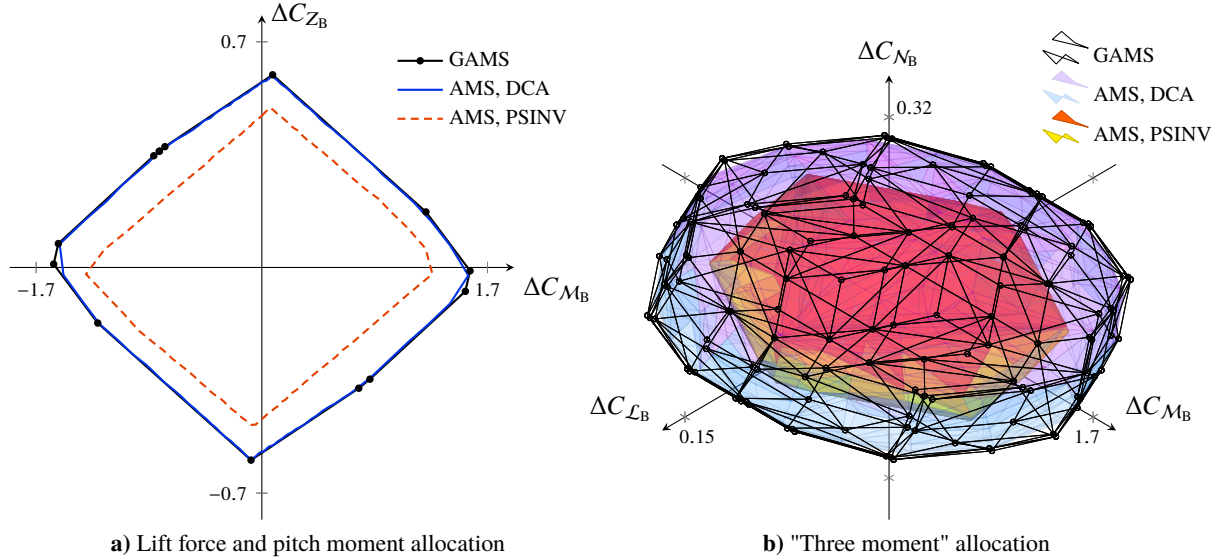 ΔC_{Z_B}
0.7
GAMS
AMS, DCA
AMS, PSINV
−1.7
1.7
ΔC_{ℳ_B}
−0.7
a) Lift force and pitch moment allocation
ΔC_{𝒩_B}
0.32
GAMS
AMS, DCA
AMS, PSINV
ΔC_{ℒ_B}
0.15
ΔC_{ℳ_B}
1.7
b) "Three moment" allocation